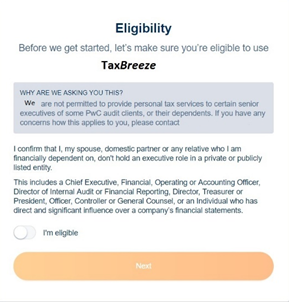 Eligibility
Before we get started, let's make sure you're eligible to use
TaxBreeze
WHY ARE WE ASKING YOU THIS?
We are not permitted to provide personal tax services to certain senior
executives of some PwC audit clients, or their dependents. If you have any
concerns how this applies to you, please contact
I confirm that I, my spouse, domestic partner or any relative who I am
financially dependent on, don't hold an executive role in a private or publicly
listed entity.
This includes a Chief Executive, Financial, Operating or Accounting Officer,
Director of Internal Audit or Financial Reporting, Director, Treasurer or
President, Officer, Controller or General Counsel, or an Individual who has
direct and significant influence over a company's financial statements.
I'm eligible
Next